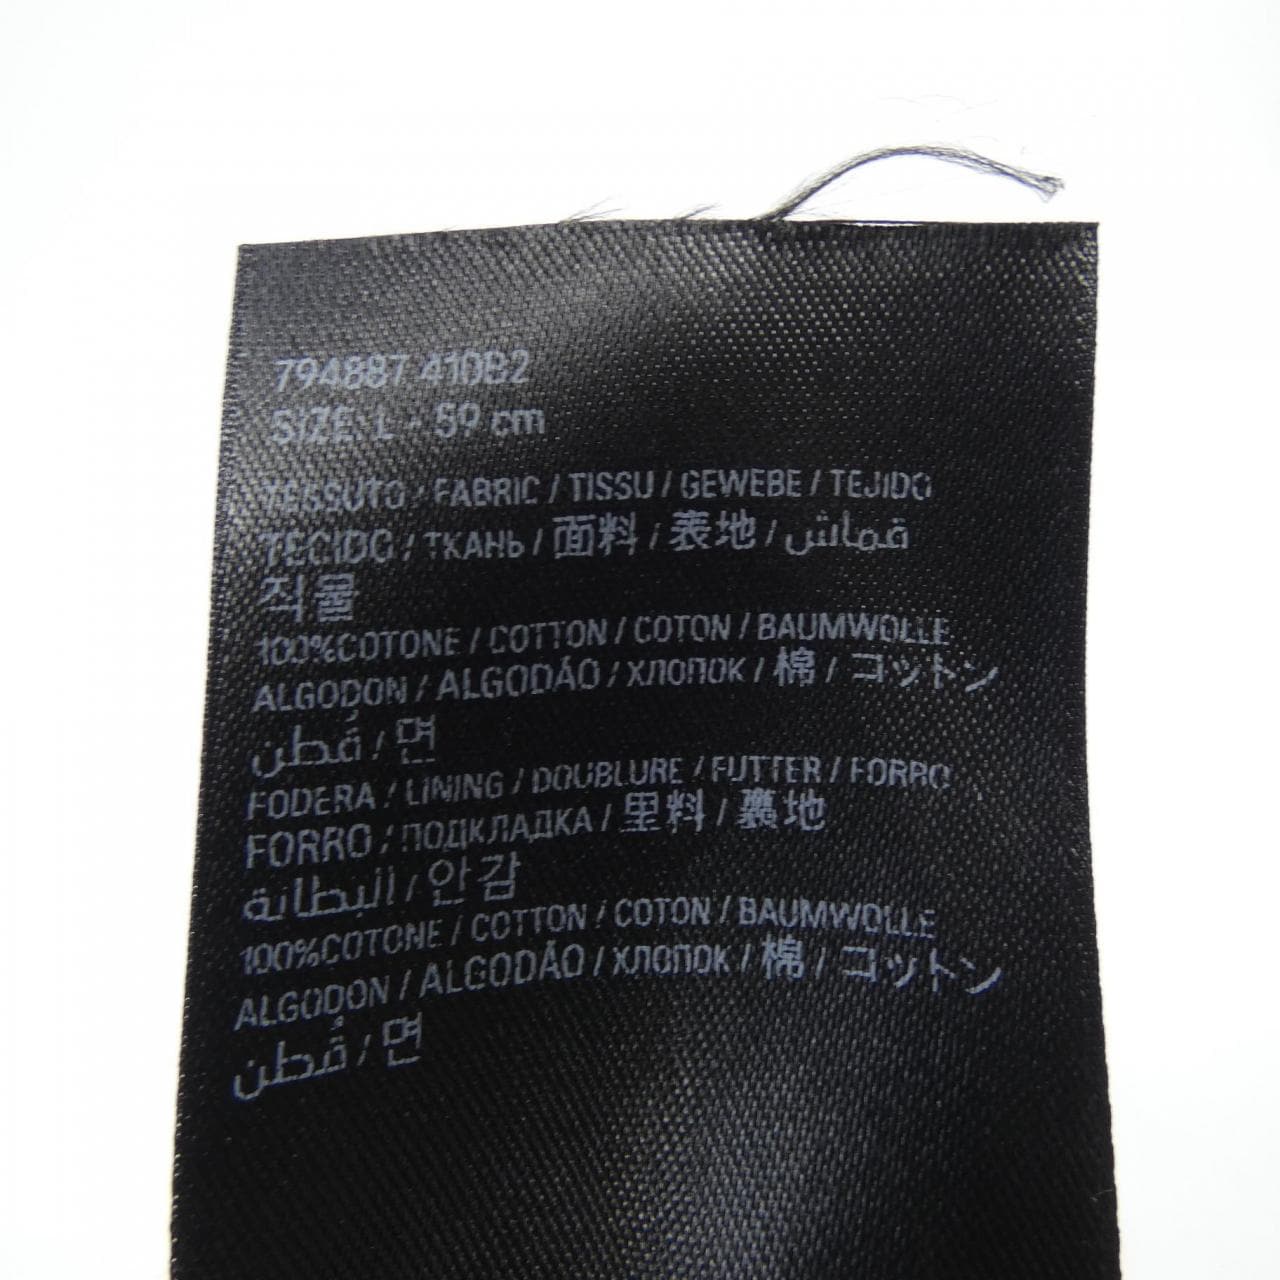 794887 410B2
SIZE: L - 59 cm
TESSUTO / FABRIC / TISSU / GEWEBE / TEJIDO
TECIDO / ТКАНЬ / 面料 / 表地 / قماش
직물
100%COTONE / COTTON / COTON / BAUMWOLLE
ALGODON / ALGODÃO / ХЛОПОК / 棉 / コットン
قُطن / 면
FODERA / LINING / DOUBLURE / FUTTER / FORRO
FORRO / ПОДКЛАДКА / 里料 / 裏地
البطانة / 안감
100%COTONE / COTTON / COTON / BAUMWOLLE
ALGODON / ALGODÃO / ХЛОПОК / 棉 / コットン
قُطن / 면